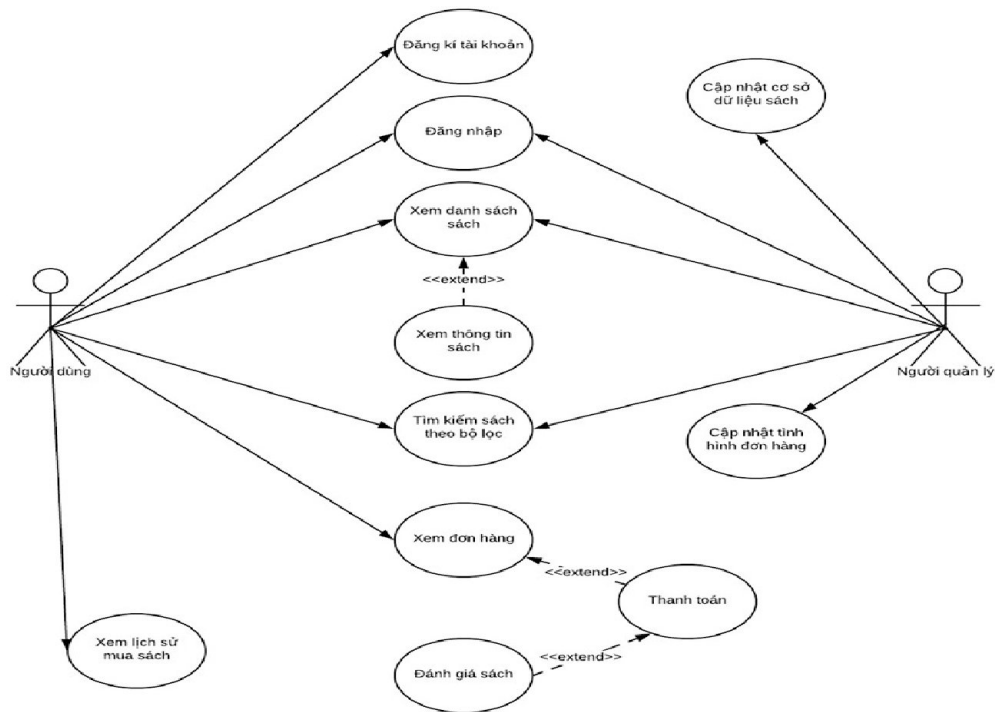 Đăng kí tài khoản
Cập nhật cơ sở
dữ liệu sách
Đăng nhập
Xem danh sách
sách
<<extend>>
Xem thông tin
sách
Người dùng
Người quản lý
Tìm kiếm sách
theo bộ lọc
Cập nhật tình
hình đơn hàng
Xem đơn hàng
<<extend>>
Thanh toán
Xem lịch sử
mua sách
<<extend>>
Đánh giá sách